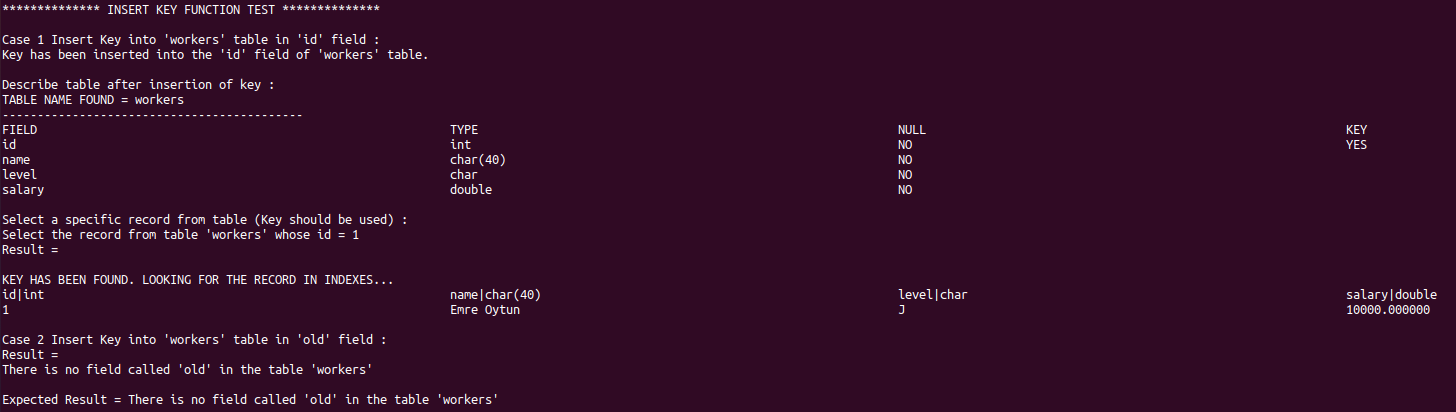 ************** INSERT KEY FUNCTION TEST **************
Case 1 Insert Key into 'workers' table in 'id' field :
Key has been inserted into the 'id' field of 'workers' table.
Describe table after insertion of key :
TABLE NAME FOUND = workers
-------------------------------------------
FIELD TYPE NULL KEY
id int NO YES
name char(40) NO
level char NO
salary double NO
Select a specific record from table (Key should be used) :
Select the record from table 'workers' whose id = 1
Result =
KEY HAS BEEN FOUND. LOOKING FOR THE RECORD IN INDEXES...
id|int name|char(40) level|char salary|double
1 Emre Oytun J 10000.000000
Case 2 Insert Key into 'workers' table in 'old' field :
Result =
There is no field called 'old' in the table 'workers'
Expected Result = There is no field called 'old' in the table 'workers'